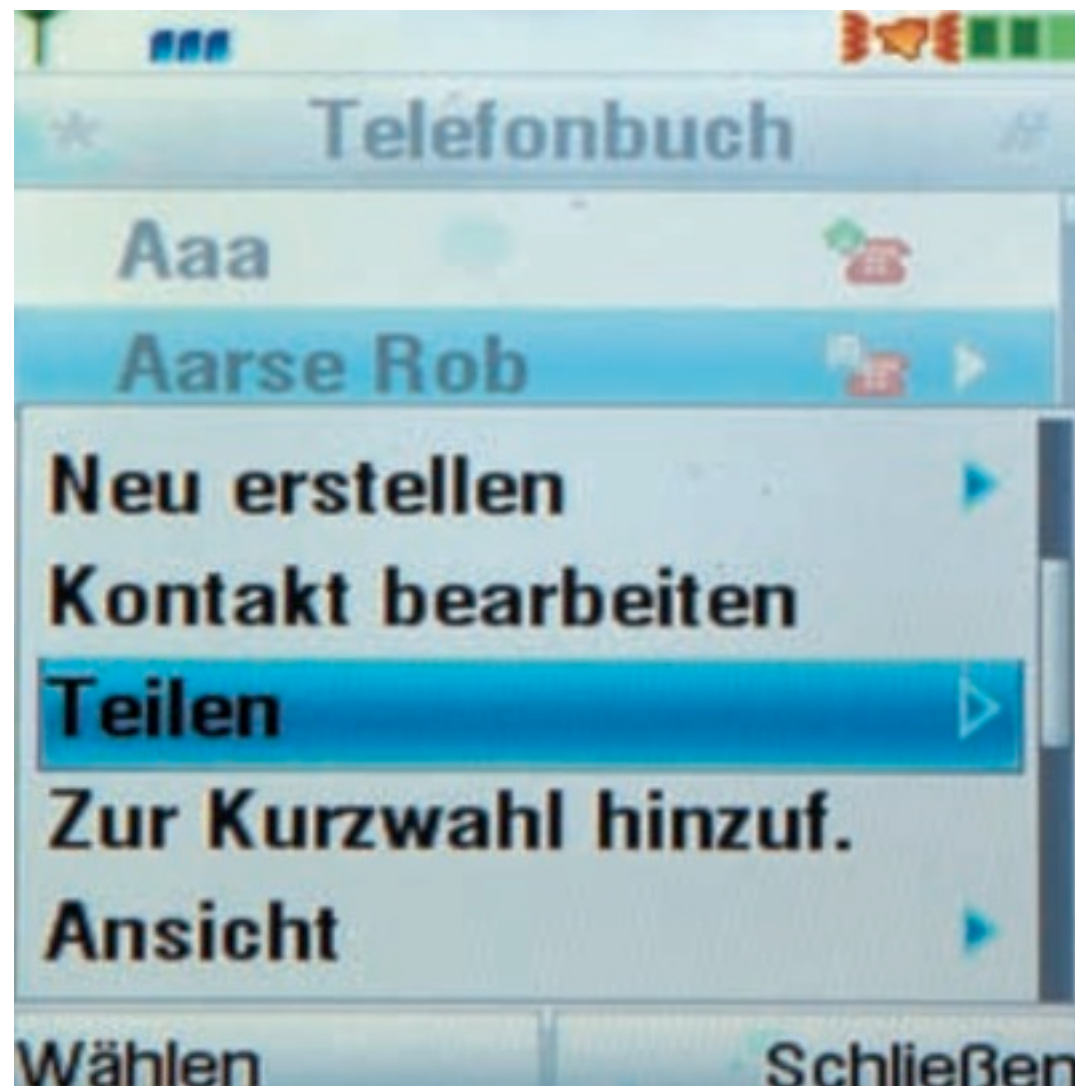 * Telefonbuch #
Aaa
Aarse Rob
Neu erstellen
Kontakt bearbeiten
Teilen
Zur Kurzwahl hinzuf.
Ansicht
Wählen Schließen